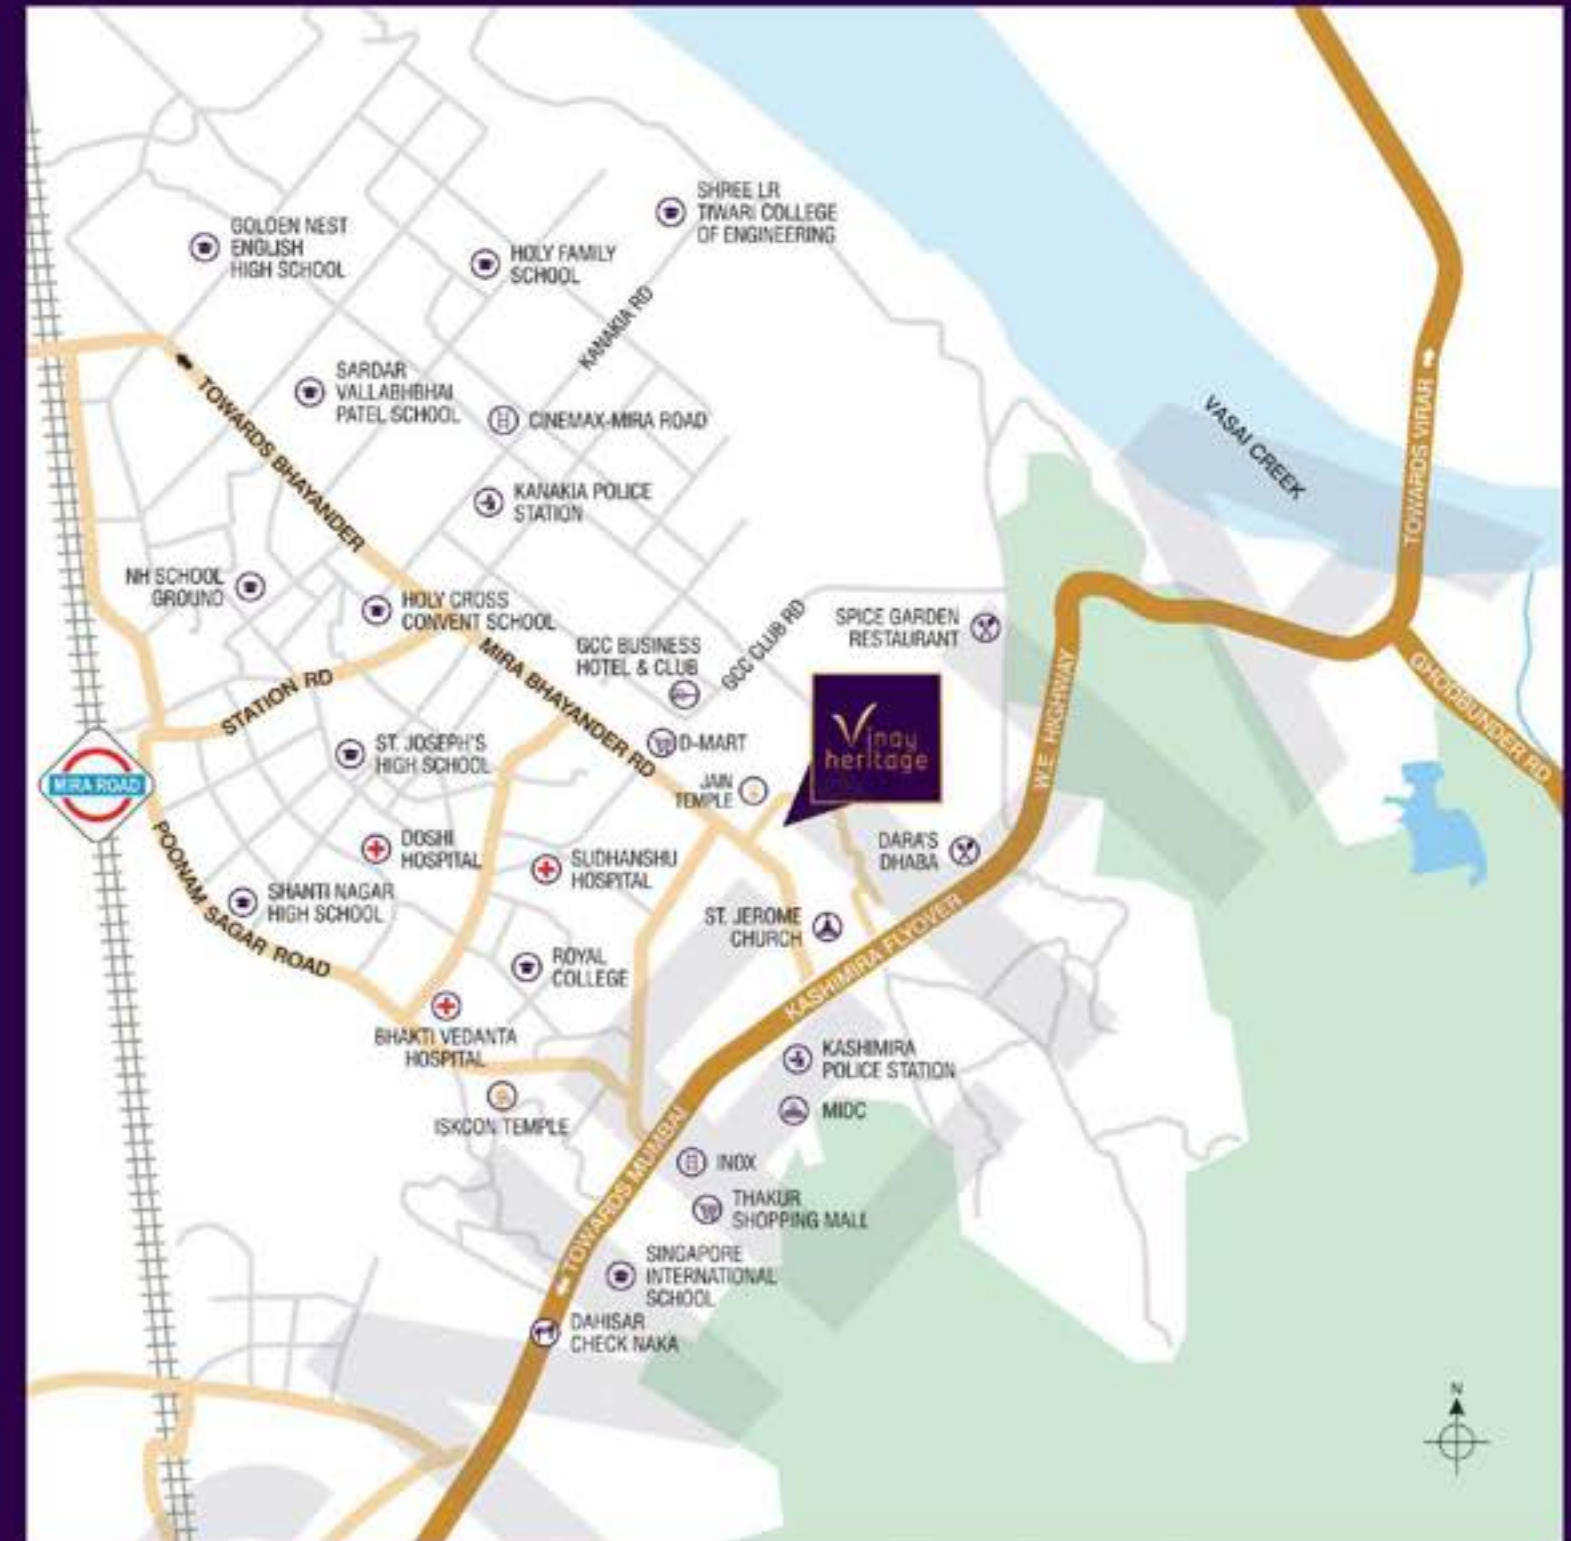 SHREE LR
TIWARI COLLEGE
OF ENGINEERING
GOLDEN NEST
ENGLISH
HIGH SCHOOL
HOLY FAMILY
SCHOOL
KANAKIA RD
SARDAR
VALLABHBHAI
PATEL SCHOOL
CINEMAX-MIRA ROAD
TOWARDS BHAYANDER
KANAKIA POLICE
STATION
VASAI CREEK
TOWARDS VIRAR
NH SCHOOL
GROUND
HOLY CROSS
CONVENT SCHOOL
GCC BUSINESS
HOTEL & CLUB
GCC CLUB RD
SPICE GARDEN
RESTAURANT
MIRA BHAYANDER RD
STATION RD
W.E. HIGHWAY
GHODBUNDER RD
Vinay
heritage
ST. JOSEPH'S
HIGH SCHOOL
D-MART
JAIN
TEMPLE
MIRA ROAD
POONAM SAGAR ROAD
DOSHI
HOSPITAL
SUDHANSHU
HOSPITAL
DARA'S
DHABA
SHANTI NAGAR
HIGH SCHOOL
ST. JEROME
CHURCH
KASHIMIRA FLYOVER
ROYAL
COLLEGE
BHAKTI VEDANTA
HOSPITAL
KASHIMIRA
POLICE STATION
ISKCON TEMPLE
MIDC
TOWARDS MUMBAI
INOX
THAKUR
SHOPPING MALL
SINGAPORE
INTERNATIONAL
SCHOOL
DAHISAR
CHECK NAKA
N